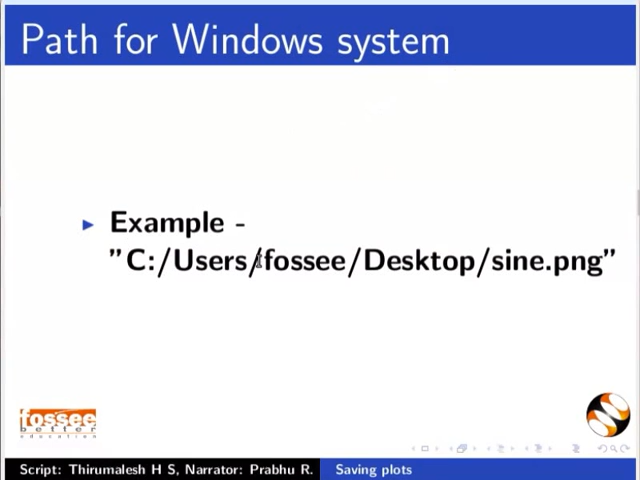 Path for Windows system
Example -
"C:/Users/fossee/Desktop/sine.png"
fossee
better
education
Script: Thirumalesh H S, Narrator: Prabhu R.
Saving plots